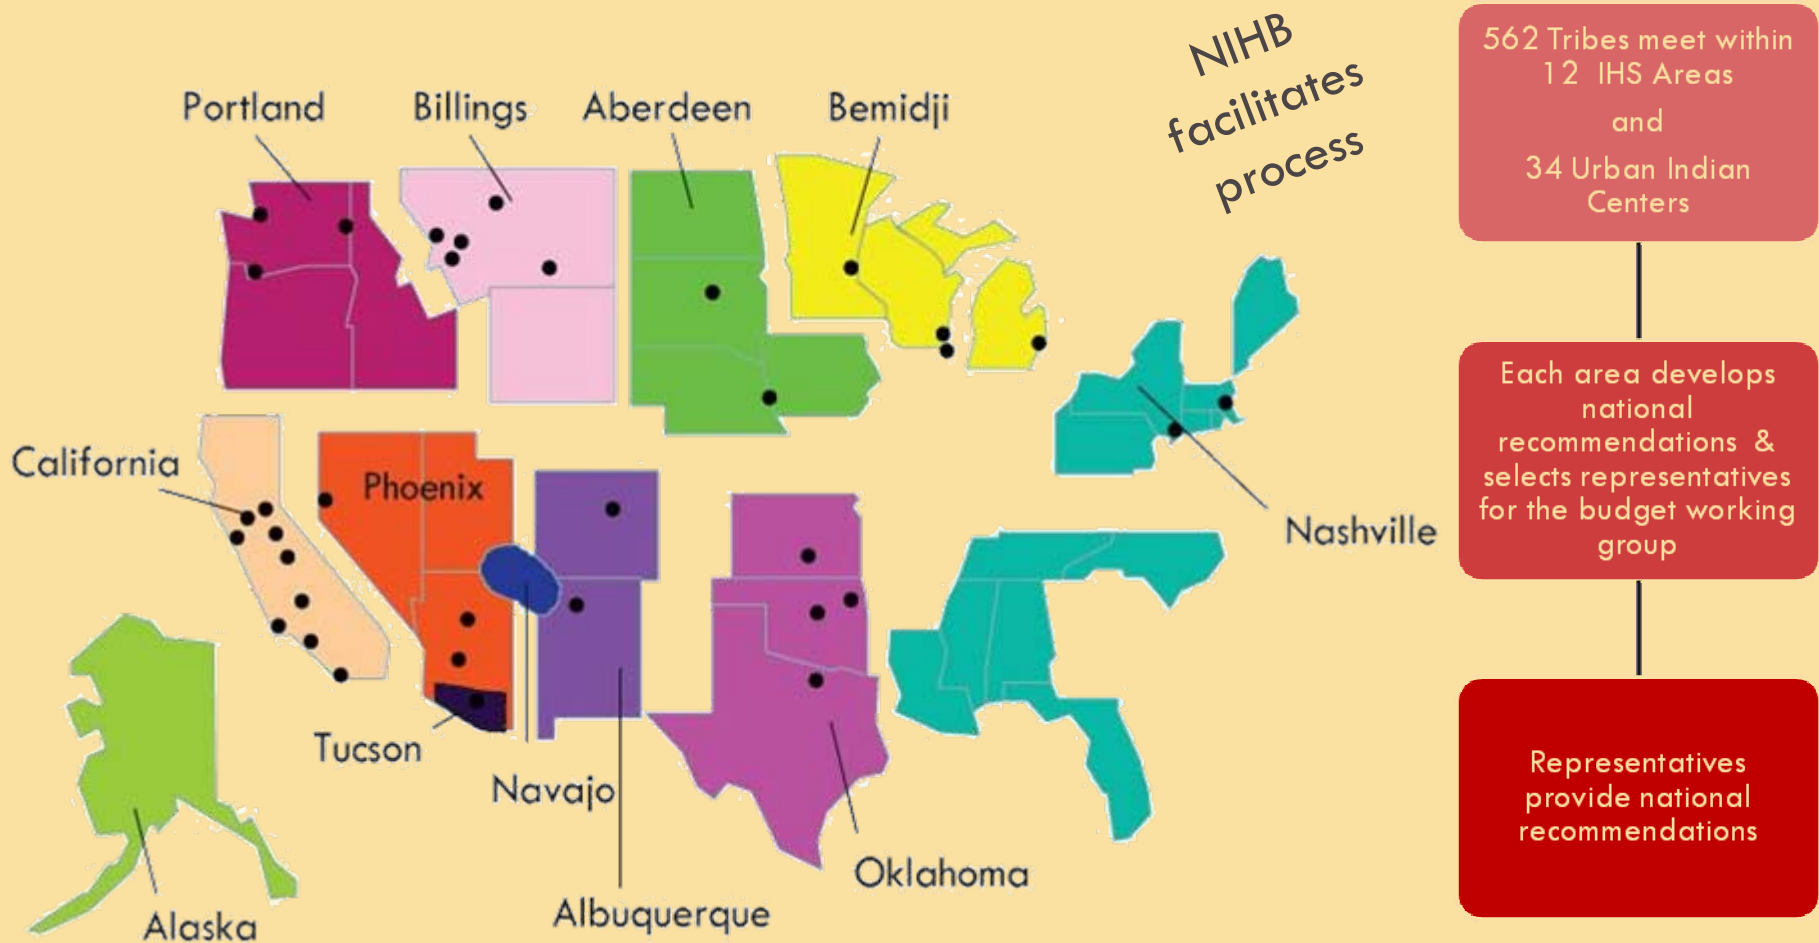 Portland
Billings
Aberdeen
Bemidji
NIHB
facilitates
process
California
Phoenix
Nashville
Tucson
Navajo
Oklahoma
Albuquerque
Alaska
562 Tribes meet within
12 IHS Areas
and
34 Urban Indian
Centers
Each area develops
national
recommendations &
selects representatives
for the budget working
group
Representatives
provide national
recommendations